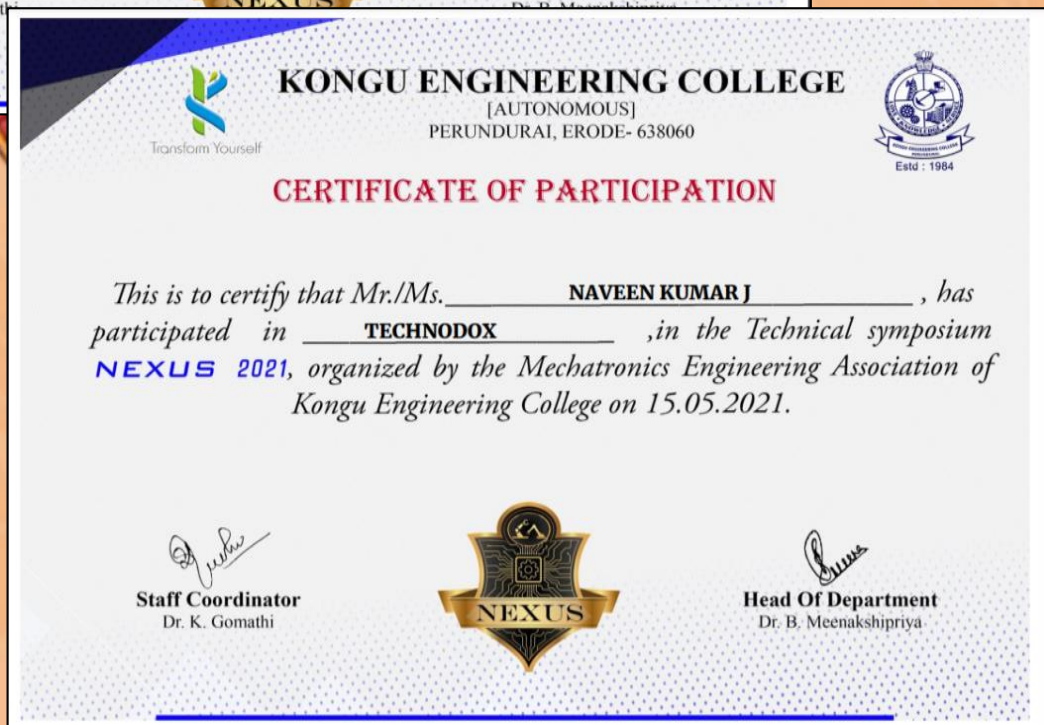 NEXUS
KONGU ENGINEERING COLLEGE
[AUTONOMOUS]
PERUNDURAI, ERODE- 638060
Transform Yourself
Estd : 1984
CERTIFICATE OF PARTICIPATION
This is to certify that Mr./Ms. NAVEEN KUMAR J , has
participated in TECHNODOX ,in the Technical symposium
NEXUS 2021, organized by the Mechatronics Engineering Association of
Kongu Engineering College on 15.05.2021.
NEXUS
Staff Coordinator
Dr. K. Gomathi
Head Of Department
Dr. B. Meenakshipriya